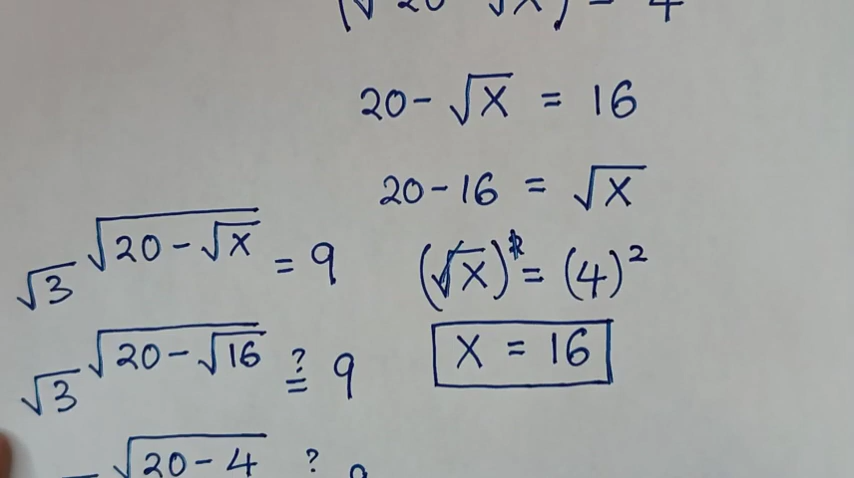 20 - √x = 16
20 - 16 = √x
(√x)² = (4)²
x = 16
√3^√(20 - √x) = 9
√3^√(20 - √16) ≟ 9
√(20 - 4) ?